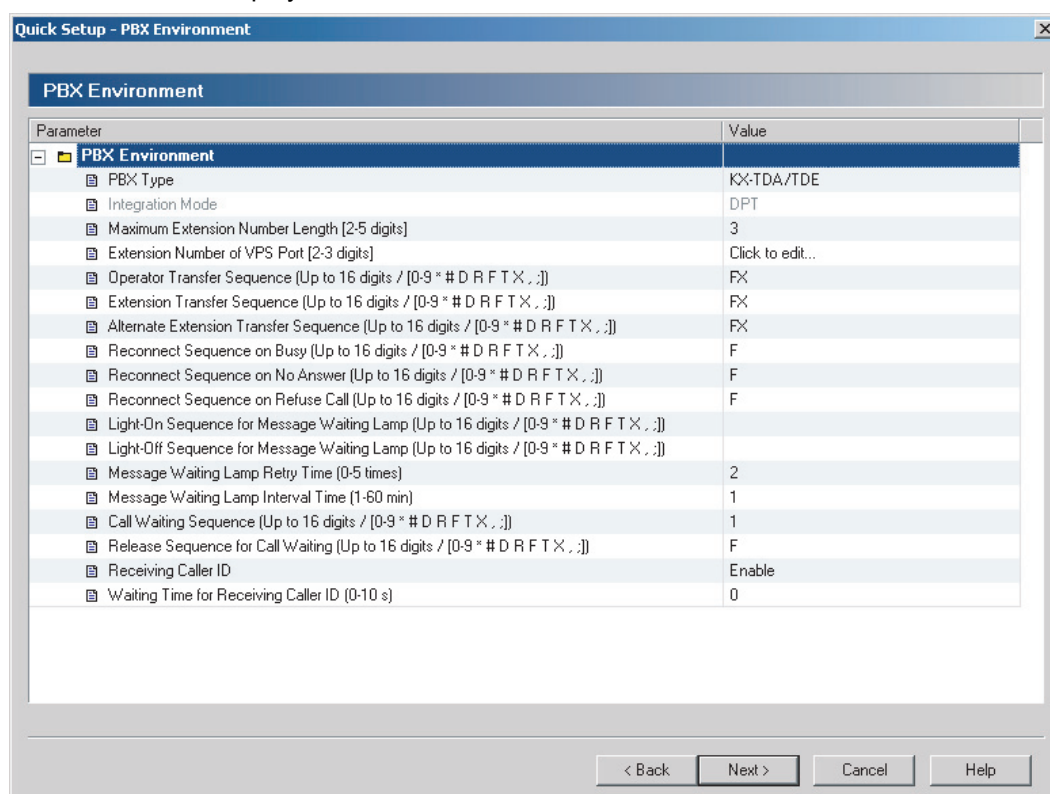 Quick Setup - PBX Environment
PBX Environment
Parameter Value
PBX Environment
PBX Type KX-TDA/TDE
Integration Mode DPT
Maximum Extension Number Length [2-5 digits] 3
Extension Number of VPS Port [2-3 digits] Click to edit...
Operator Transfer Sequence (Up to 16 digits / [0-9 * # D R F T X , ;]) FX
Extension Transfer Sequence (Up to 16 digits / [0-9 * # D R F T X , ;]) FX
Alternate Extension Transfer Sequence (Up to 16 digits / [0-9 * # D R F T X , ;]) FX
Reconnect Sequence on Busy (Up to 16 digits / [0-9 * # D R F T X , ;]) F
Reconnect Sequence on No Answer (Up to 16 digits / [0-9 * # D R F T X , ;]) F
Reconnect Sequence on Refuse Call (Up to 16 digits / [0-9 * # D R F T X , ;]) F
Light-On Sequence for Message Waiting Lamp (Up to 16 digits / [0-9 * # D R F T X , ;])
Light-Off Sequence for Message Waiting Lamp (Up to 16 digits / [0-9 * # D R F T X , ;])
Message Waiting Lamp Retry Time (0-5 times) 2
Message Waiting Lamp Interval Time (1-60 min) 1
Call Waiting Sequence (Up to 16 digits / [0-9 * # D R F T X , ;]) 1
Release Sequence for Call Waiting (Up to 16 digits / [0-9 * # D R F T X , ;]) F
Receiving Caller ID Enable
Waiting Time for Receiving Caller ID (0-10 s) 0
< Back Next > Cancel Help